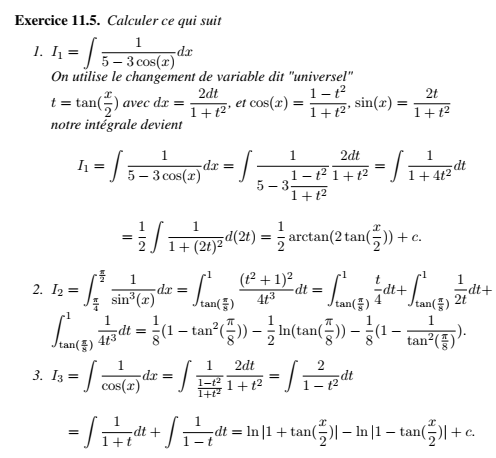 Exercice 11.5. Calculer ce qui suit
1. I₁ = ∫ 1/(5 − 3 cos(x)) dx
On utilise le changement de variable dit "universel"
t = tan(x/2) avec dx = 2dt/(1 + t²), et cos(x) = (1 − t²)/(1 + t²), sin(x) = 2t/(1 + t²)
notre intégrale devient
I₁ = ∫ 1/(5 − 3 cos(x)) dx = ∫ 1/(5 − 3 (1 − t²)/(1 + t²)) 2dt/(1 + t²) = ∫ 1/(1 + 4t²) dt
= 1/2 ∫ 1/(1 + (2t)²) d(2t) = 1/2 arctan(2 tan(x/2)) + c.
2. I₂ = ∫_{π/4}^{π/2} 1/sin³(x) dx = ∫_{tan(π/8)}^{1} (t² + 1)²/4t³ dt = ∫_{tan(π/8)}^{1} t/4 dt + ∫_{tan(π/8)}^{1} 1/2t dt+
∫_{tan(π/8)}^{1} 1/4t³ dt = 1/8 (1 − tan²(π/8)) − 1/2 ln(tan(π/8)) − 1/8 (1 − 1/tan²(π/8)).
3. I₃ = ∫ 1/cos(x) dx = ∫ 1/((1−t²)/(1+t²)) 2dt/(1 + t²) = ∫ 2/(1 − t²) dt
= ∫ 1/(1 + t) dt + ∫ 1/(1 − t) dt = ln |1 + tan(x/2)| − ln |1 − tan(x/2)| + c.